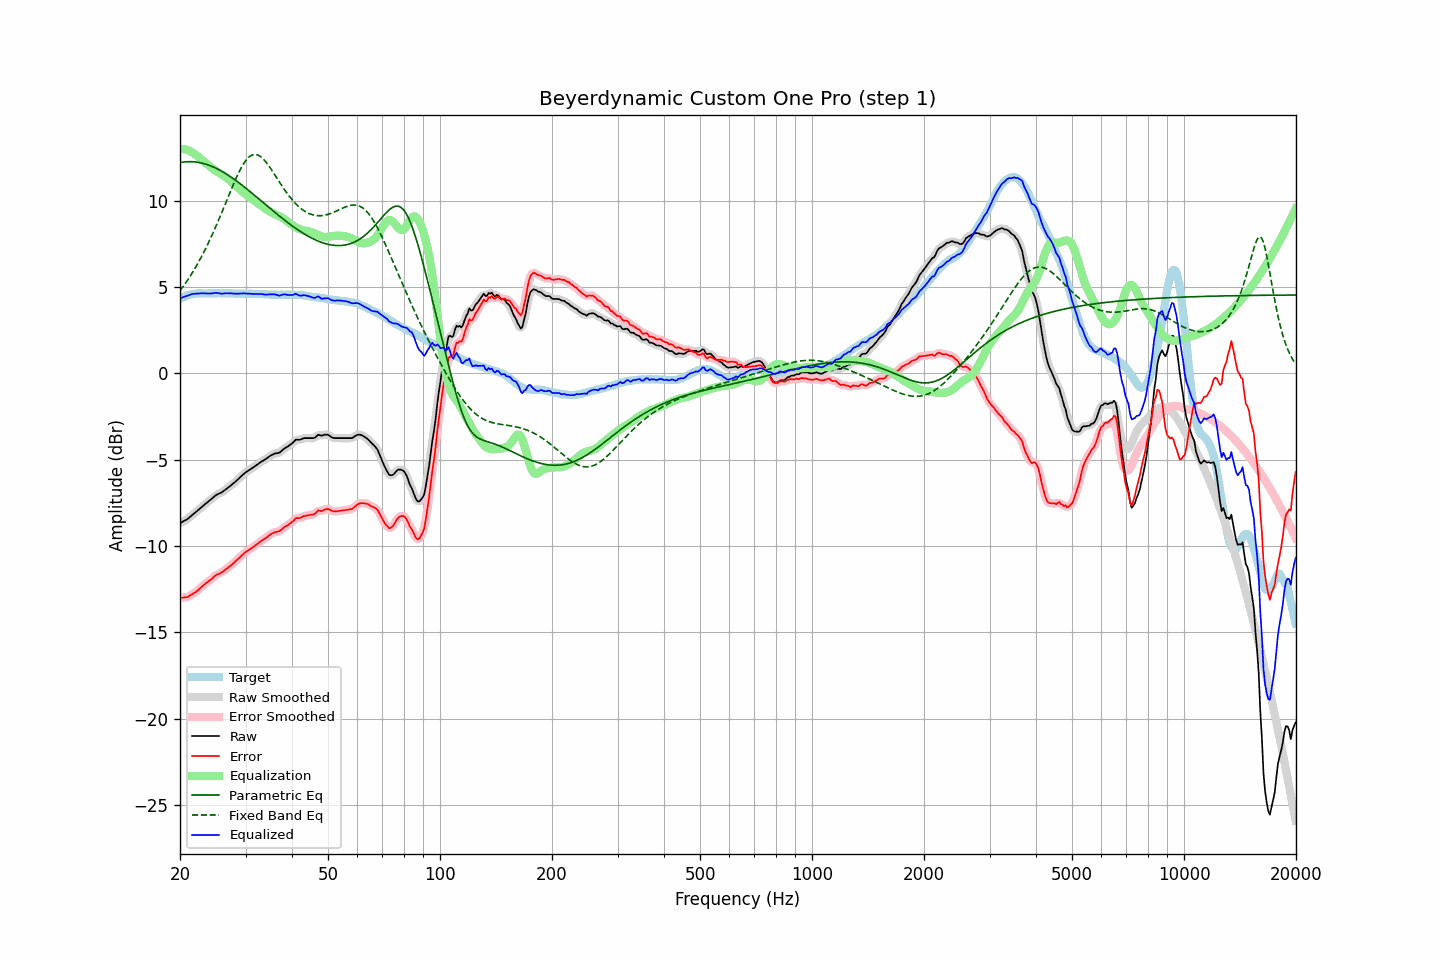 Beyerdynamic Custom One Pro (step 1)
Amplitude (dBr)
10
5
0
−5
−10
−15
−20
−25
Target
Raw Smoothed
Error Smoothed
Raw
Error
Equalization
Parametric Eq
Fixed Band Eq
Equalized
20 50 100 200 500 1000 2000 5000 10000 20000
Frequency (Hz)